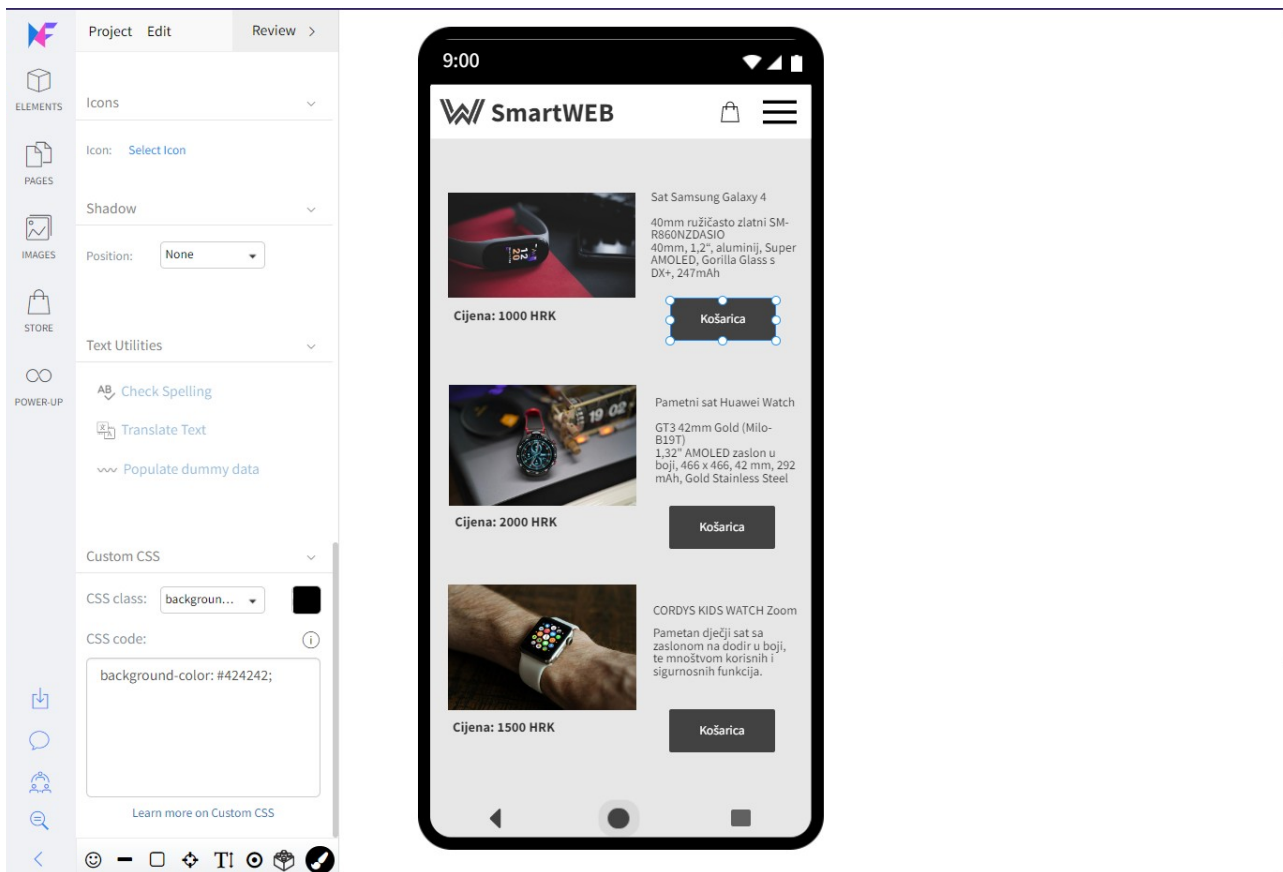 Project Edit Review >
ELEMENTS
PAGES
IMAGES
STORE
POWER-UP
Icons
Icon: Select Icon
Shadow
Position: None
Text Utilities
AB Check Spelling
Translate Text
Populate dummy data
Custom CSS
CSS class: backgroun...
CSS code:
background-color: #424242;
Learn more on Custom CSS
9:00
SmartWEB
Sat Samsung Galaxy 4
40mm ružičasto zlatni SM-
R860NZDASIO
40mm, 1,2“, aluminij, Super
AMOLED, Gorilla Glass s
DX+, 247mAh
Cijena: 1000 HRK
Košarica
19 02
Pametni sat Huawei Watch
GT3 42mm Gold (Milo-
B19T)
1,32" AMOLED zaslon u
boji, 466 x 466, 42 mm, 292
mAh, Gold Stainless Steel
Cijena: 2000 HRK
Košarica
CORDYS KIDS WATCH Zoom
Pametan dječji sat sa
zaslonom na dodir u boji,
te mnoštvom korisnih i
sigurnosnih funkcija.
Cijena: 1500 HRK
Košarica